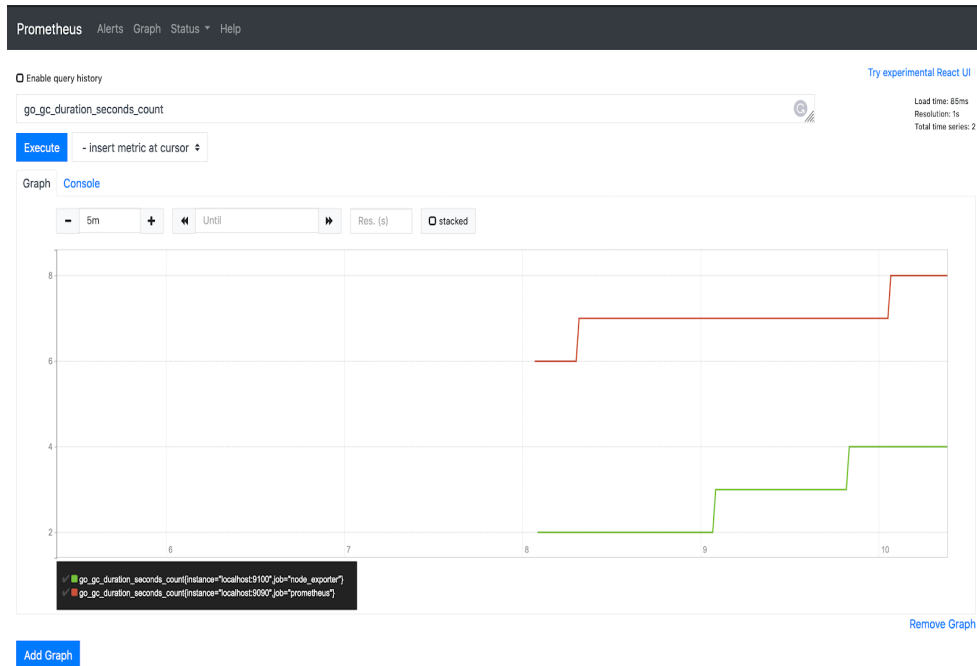 Prometheus Alerts Graph Status Help
Enable query history
Try experimental React UI
go_gc_duration_seconds_count
Load time: 85ms
Resolution: 1s
Total time series: 2
Execute
- insert metric at cursor
Graph Console
- 5m + Until Res. (s) stacked
8
6
4
2
6 7 8 9 10
go_gc_duration_seconds_count{instance="localhost:9100",job="node_exporter"}
go_gc_duration_seconds_count{instance="localhost:9090",job="prometheus"}
Remove Graph
Add Graph